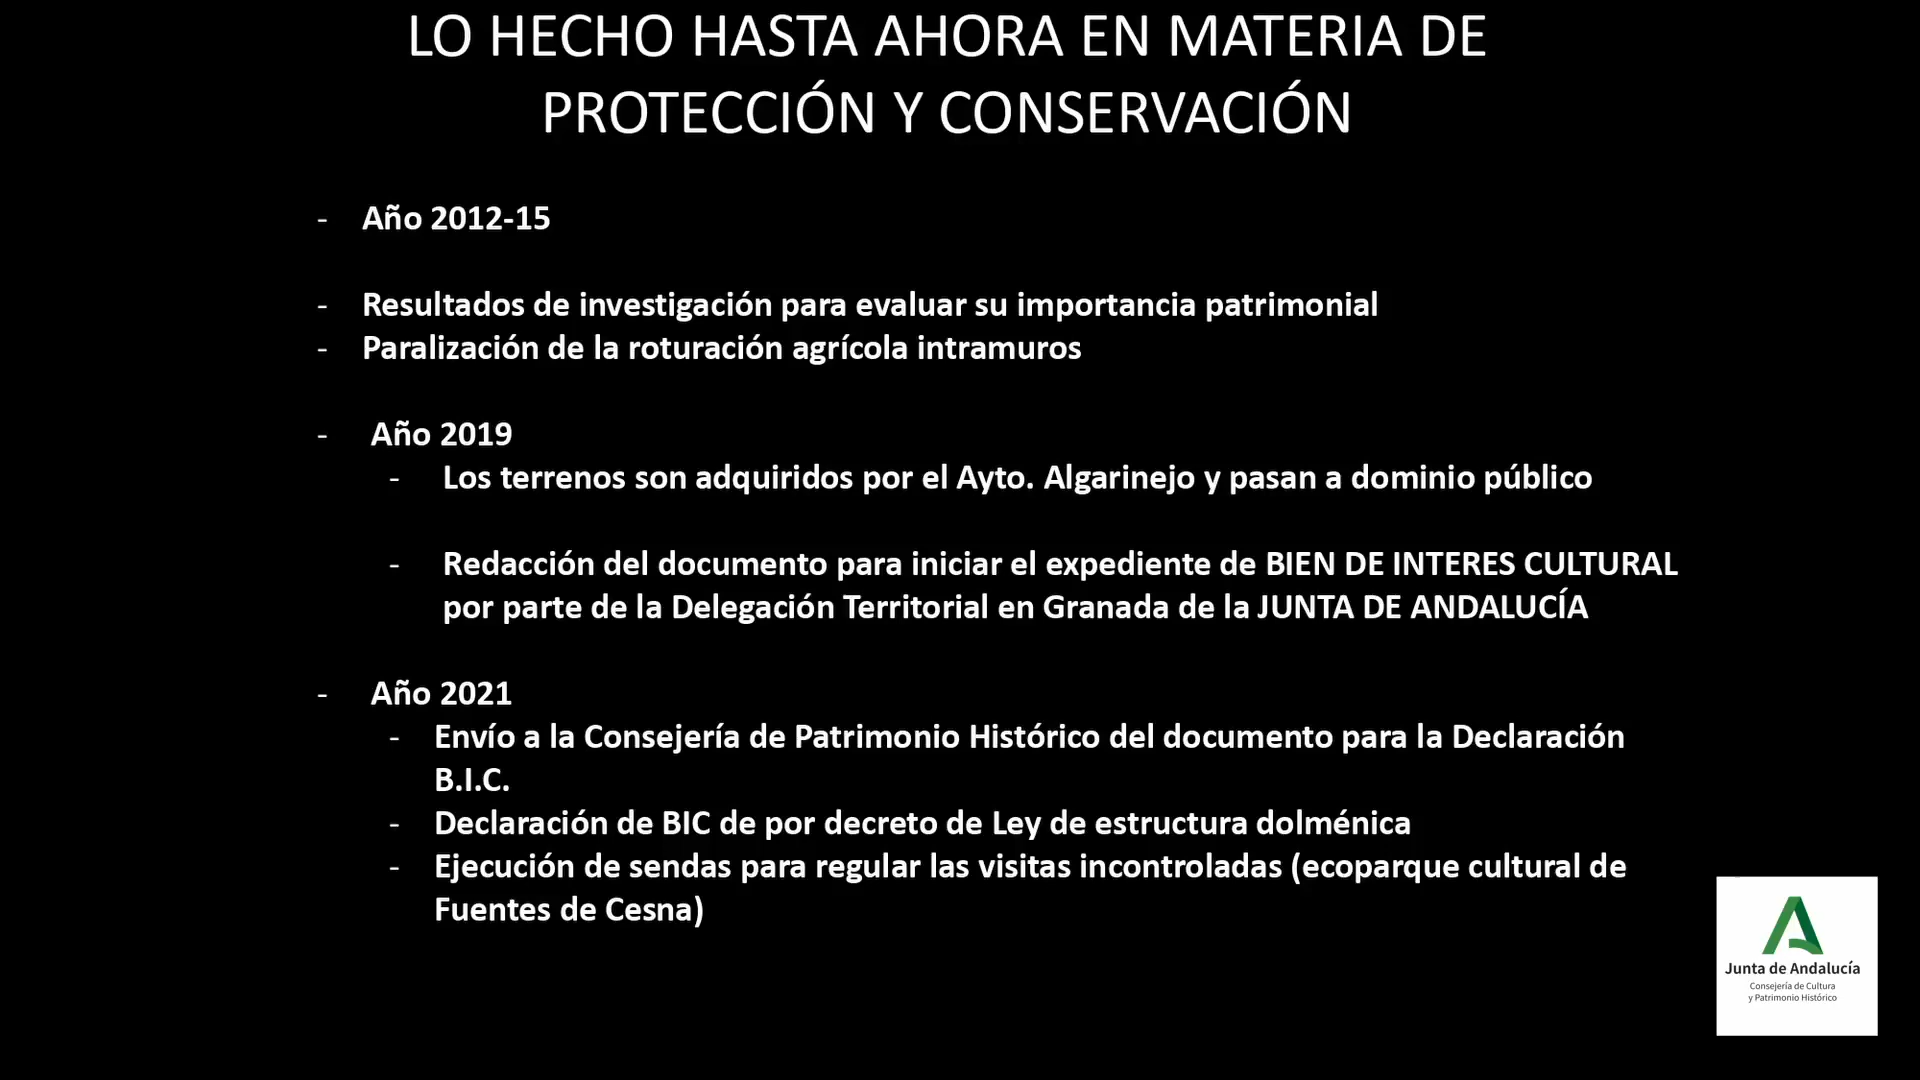 LO HECHO HASTA AHORA EN MATERIA DE
PROTECCIÓN Y CONSERVACIÓN
- Año 2012-15
- Resultados de investigación para evaluar su importancia patrimonial
- Paralización de la roturación agrícola intramuros
- Año 2019
- Los terrenos son adquiridos por el Ayto. Algarinejo y pasan a dominio público
- Redacción del documento para iniciar el expediente de BIEN DE INTERES CULTURAL
por parte de la Delegación Territorial en Granada de la JUNTA DE ANDALUCÍA
- Año 2021
- Envío a la Consejería de Patrimonio Histórico del documento para la Declaración
B.I.C.
- Declaración de BIC de por decreto de Ley de estructura dolménica
- Ejecución de sendas para regular las visitas incontroladas (ecoparque cultural de
Fuentes de Cesna)
Junta de Andalucía
Consejería de Cultura
y Patrimonio Histórico